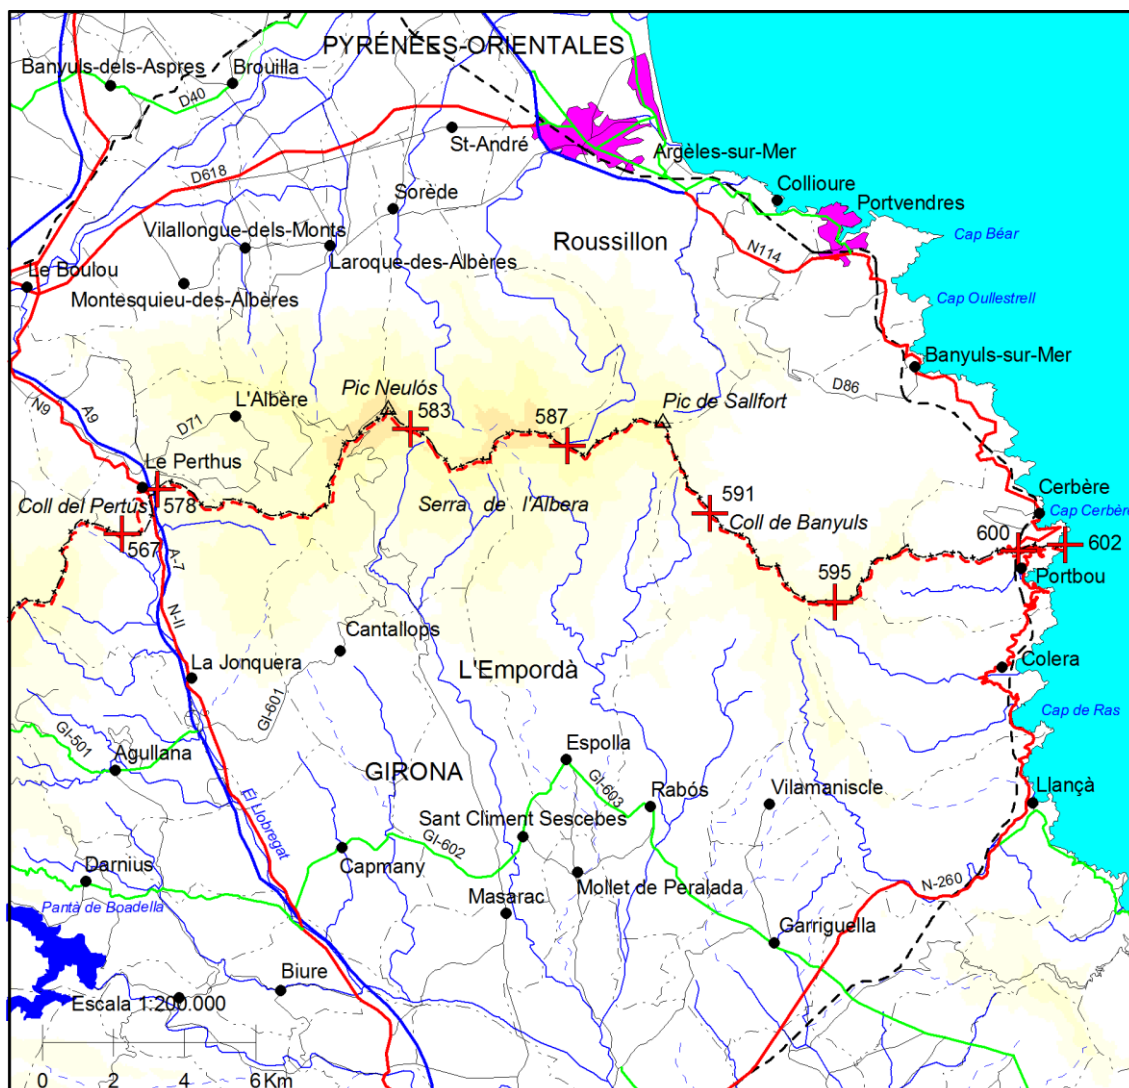 PYRÉNÉES-ORIENTALES
Banyuls-dels-Aspres
Brouilla
D40
St-André
Argèles-sur-Mer
D618
Sorède
Collioure
Portvendres
Vilallongue-dels-Monts
Roussillon
Cap Béar
N114
Laroque-des-Albères
Le Boulou
Montesquieu-des-Albères
Cap Oullestrell
Banyuls-sur-Mer
Pic Neulós
D86
N9
A9
L'Albère
D71
583
587
Pic de Sallfort
Le Perthus
591
Cerbère
Coll del Pertús
578
Serra de l'Albera
Coll de Banyuls
Cap Cerbère
567
600
602
A-7
Portbou
595
N-II
Cantallops
L'Empordà
Colera
La Jonquera
GI-601
Cap de Ras
GI-501
Espolla
Agullana
GIRONA
GI-603
Rabós
Vilamaniscle
Llançà
El Llobregat
Sant Climent Sescebes
GI-602
Darnius
Capmany
Mollet de Peralada
N-260
Masarac
Pantà de Boadella
Garriguella
Biure
Escala 1:200.000
0 2 4 6 Km